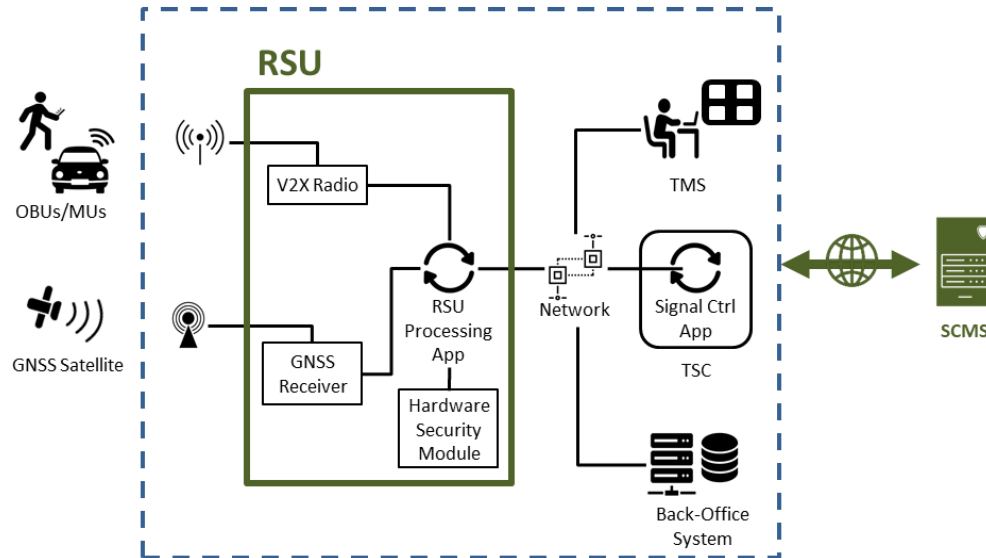 RSU
OBUs/MUs
GNSS Satellite
V2X Radio
GNSS
Receiver
RSU
Processing
App
Hardware
Security
Module
Network
TMS
Signal Ctrl
App
TSC
Back-Office
System
SCMS